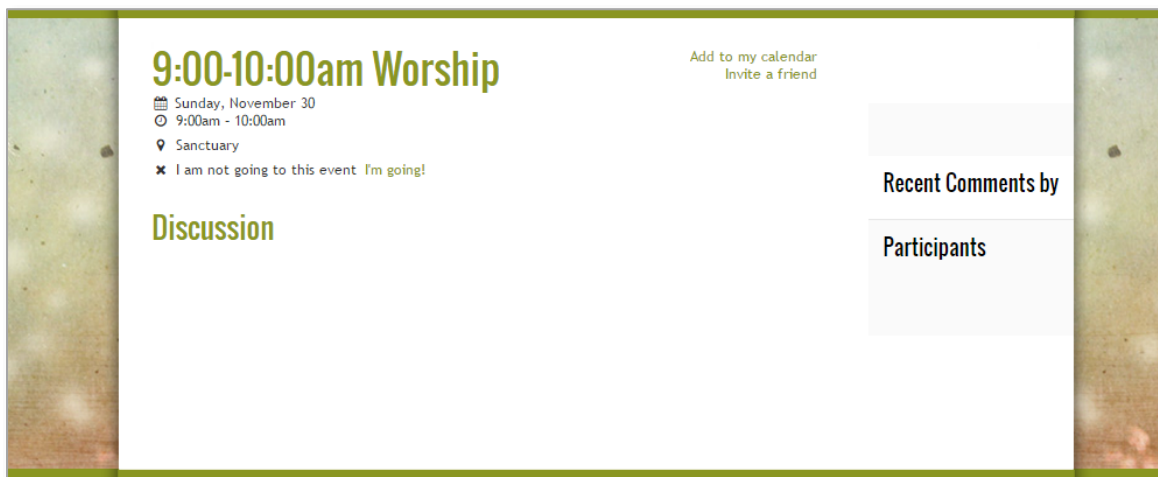 9:00-10:00am Worship
Sunday, November 30
9:00am - 10:00am
Sanctuary
I am not going to this event I'm going!
Discussion
Add to my calendar
Invite a friend
Recent Comments by
Participants